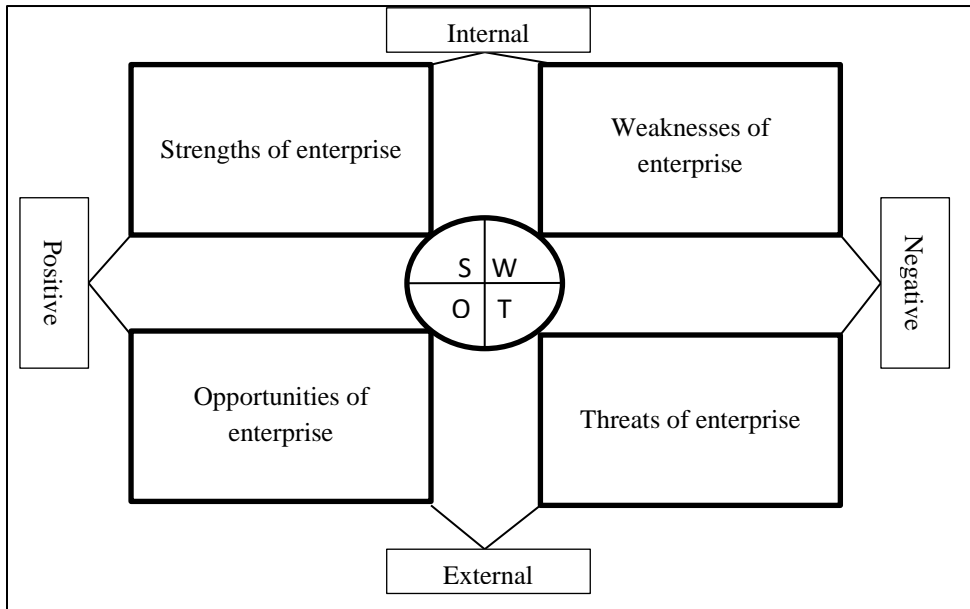 Internal
Strengths of enterprise
Weaknesses of
enterprise
Positive
S W
O T
Negative
Opportunities of
enterprise
Threats of enterprise
External